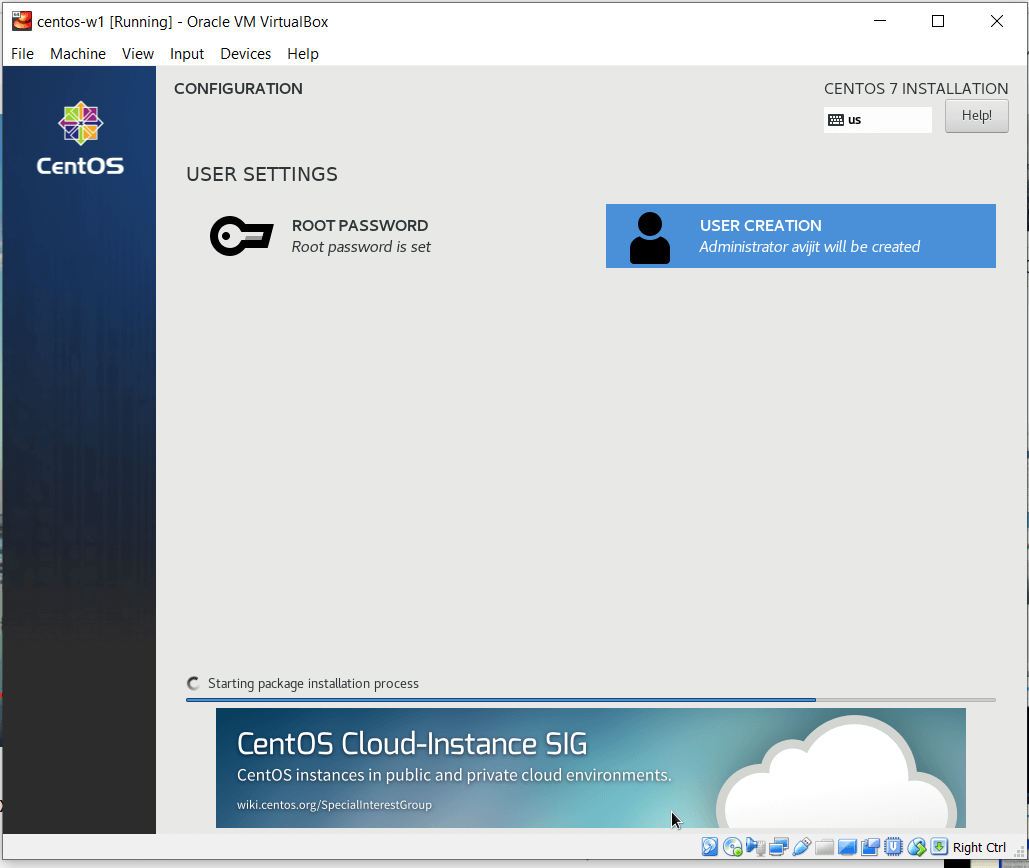 centos-w1 [Running] - Oracle VM VirtualBox
File Machine View Input Devices Help
CentOS
CONFIGURATION
CENTOS 7 INSTALLATION
us
Help!
USER SETTINGS
ROOT PASSWORD
Root password is set
USER CREATION
Administrator avijit will be created
Starting package installation process
CentOS Cloud-Instance SIG
CentOS instances in public and private cloud environments.
wiki.centos.org/SpecialInterestGroup
Right Ctrl